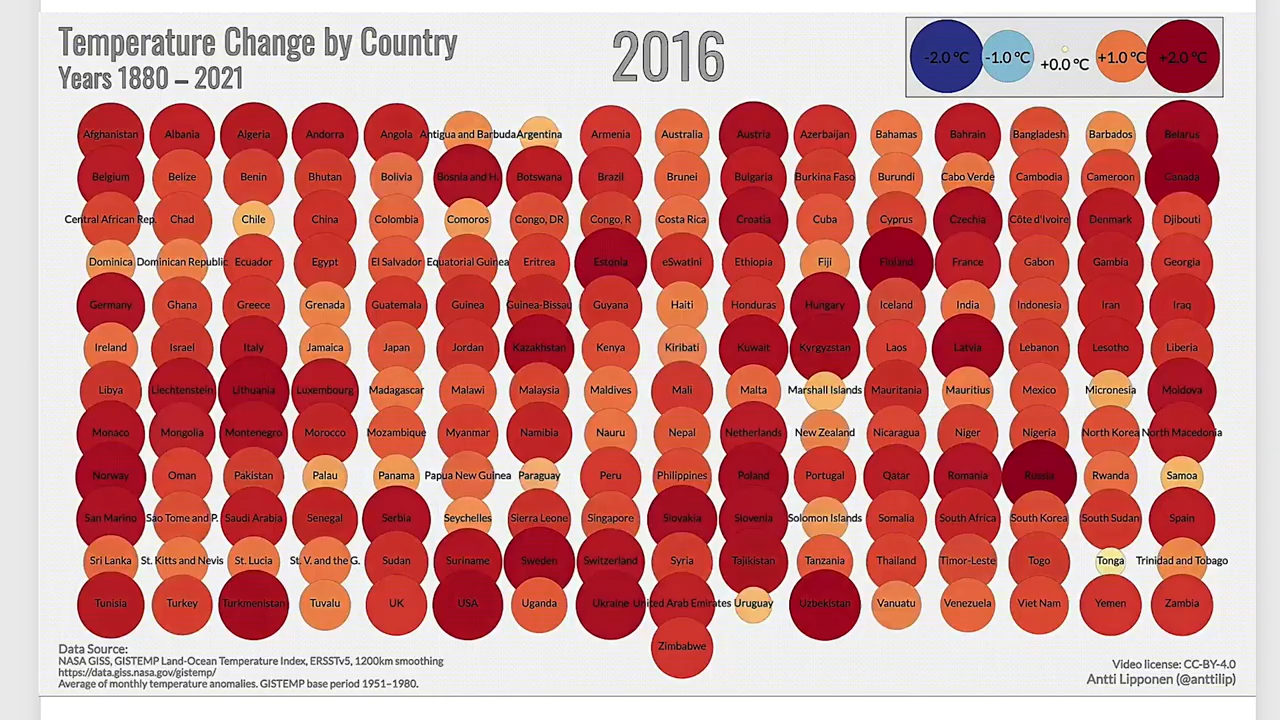 Temperature Change by Country
Years 1880 – 2021
2016
-2.0 °C -1.0 °C +0.0 °C +1.0 °C +2.0 °C
Afghanistan Albania Algeria Andorra Angola Antigua and Barbuda Argentina Armenia Australia Austria Azerbaijan Bahamas Bahrain Bangladesh Barbados Belarus
Belgium Belize Benin Bhutan Bolivia Bosnia and H. Botswana Brazil Brunei Bulgaria Burkina Faso Burundi Cabo Verde Cambodia Cameroon Canada
Central African Rep. Chad Chile China Colombia Comoros Congo, DR Congo, R Costa Rica Croatia Cuba Cyprus Czechia Côte d'Ivoire Denmark Djibouti
Dominica Dominican Republic Ecuador Egypt El Salvador Equatorial Guinea Eritrea Estonia eSwatini Ethiopia Fiji Finland France Gabon Gambia Georgia
Germany Ghana Greece Grenada Guatemala Guinea Guinea-Bissau Guyana Haiti Honduras Hungary Iceland India Indonesia Iran Iraq
Ireland Israel Italy Jamaica Japan Jordan Kazakhstan Kenya Kiribati Kuwait Kyrgyzstan Laos Latvia Lebanon Lesotho Liberia
Libya Liechtenstein Lithuania Luxembourg Madagascar Malawi Malaysia Maldives Mali Malta Marshall Islands Mauritania Mauritius Mexico Micronesia Moldova
Monaco Mongolia Montenegro Morocco Mozambique Myanmar Namibia Nauru Nepal Netherlands New Zealand Nicaragua Niger Nigeria North Korea North Macedonia
Norway Oman Pakistan Palau Panama Papua New Guinea Paraguay Peru Philippines Poland Portugal Qatar Romania Russia Rwanda Samoa
San Marino São Tome and P. Saudi Arabia Senegal Serbia Seychelles Sierra Leone Singapore Slovakia Slovenia Solomon Islands Somalia South Africa South Korea South Sudan Spain
Sri Lanka St. Kitts and Nevis St. Lucia St. V. and the G. Sudan Suriname Sweden Switzerland Syria Tajikistan Tanzania Thailand Timor-Leste Togo Tonga Trinidad and Tobago
Tunisia Turkey Turkmenistan Tuvalu UK USA Uganda Ukraine United Arab Emirates Uruguay Uzbekistan Vanuatu Venezuela Viet Nam Yemen Zambia
Zimbabwe
Data Source:
NASA GISS, GISTEMP Land-Ocean Temperature Index, ERSSTv5, 1200km smoothing
https://data.giss.nasa.gov/gistemp/
Average of monthly temperature anomalies. GISTEMP base period 1951–1980.
Video license: CC-BY-4.0
Antti Lipponen (@anttilip)